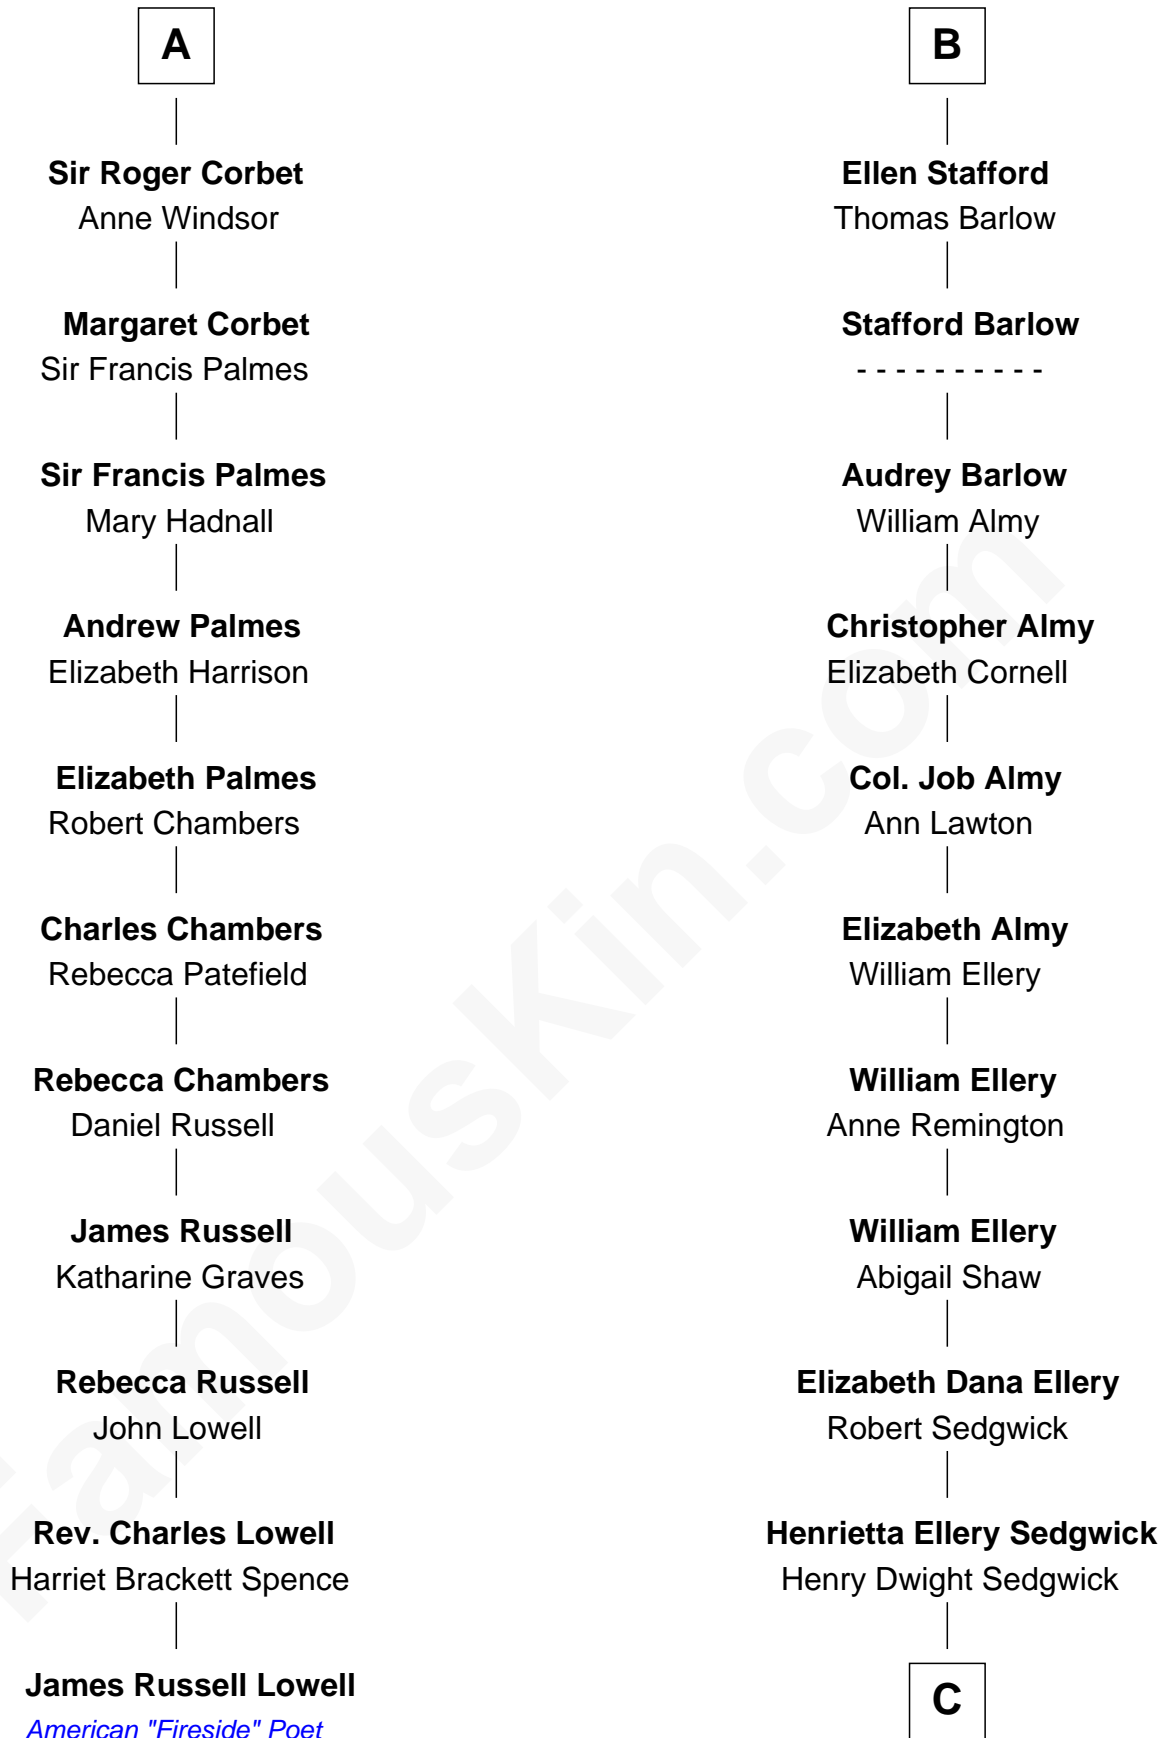 A
Sir Roger Corbet
Anne Windsor
Margaret Corbet
Sir Francis Palmes
Sir Francis Palmes
Mary Hadnall
Andrew Palmes
Elizabeth Harrison
Elizabeth Palmes
Robert Chambers
Charles Chambers
Rebecca Patefield
Rebecca Chambers
Daniel Russell
James Russell
Katharine Graves
Rebecca Russell
John Lowell
Rev. Charles Lowell
Harriet Brackett Spence
James Russell Lowell
American "Fireside" Poet
B
Ellen Stafford
Thomas Barlow
Stafford Barlow
- - - - - - - - - -
Audrey Barlow
William Almy
Christopher Almy
Elizabeth Cornell
Col. Job Almy
Ann Lawton
Elizabeth Almy
William Ellery
William Ellery
Anne Remington
William Ellery
Abigail Shaw
Elizabeth Dana Ellery
Robert Sedgwick
Henrietta Ellery Sedgwick
Henry Dwight Sedgwick
C
FamousKin.com